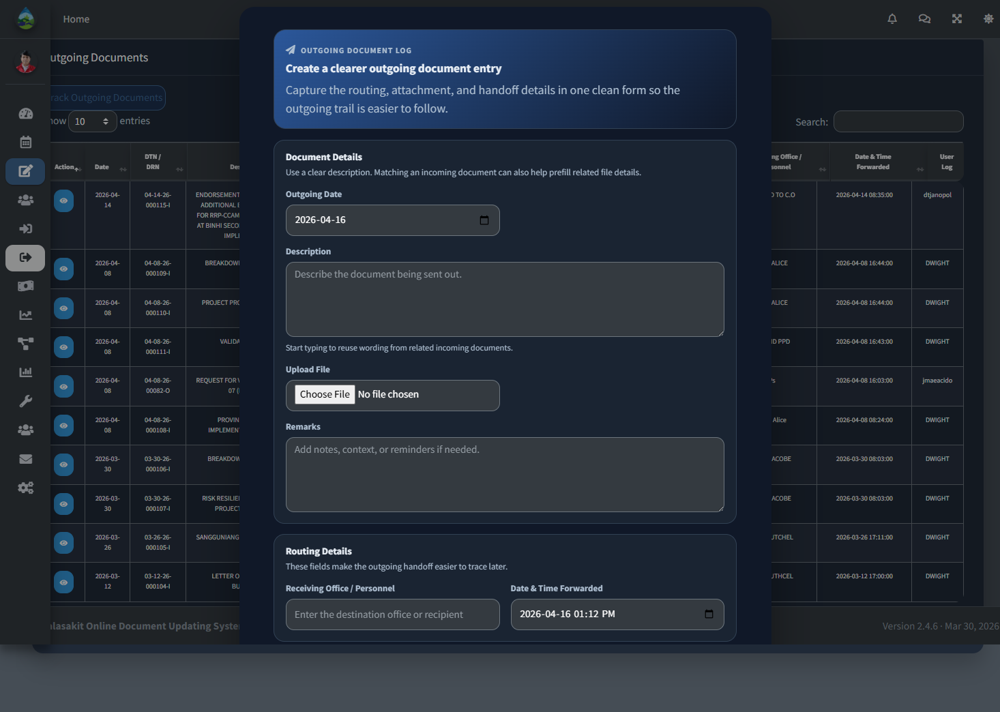 Home
utgoing Documents
rack Outgoing Documents
how 10 entries
Search:
Action
Date
DTN /
DRN
Des
ng Office /
sonnel
Date & Time
Forwarded
User
Log
2026-04-
14
04-14-26-
000115-I
ENDORSEMENT
ADDITIONAL
FOR RRP-CCAM
AT BINHI SECO
IMPL
O TO C.O
2026-04-14 08:35:00
dtjanopol
2026-04-
08
04-08-26-
000109-I
BREAKDOWN
ALICE
2026-04-08 16:44:00
DWIGHT
2026-04-
08
04-08-26-
000110-I
PROJECT PRO
ALICE
2026-04-08 16:44:00
DWIGHT
2026-04-
08
04-08-26-
000111-I
VALIDA
ID PPD
2026-04-08 16:43:00
DWIGHT
2026-04-
08
04-08-26-
00082-O
REQUEST FOR V
07 (
's
2026-04-08 16:03:00
jmaeacido
2026-04-
08
04-08-26-
000108-I
PROVIN
IMPLEMEN
Alice
2026-04-08 08:24:00
DWIGHT
2026-03-
30
03-30-26-
000106-I
BREAKDOW
ACOBE
2026-03-30 08:03:00
DWIGHT
2026-03-
30
03-30-26-
000107-I
RISK RESILIE
PROJECT
ACOBE
2026-03-30 08:03:00
DWIGHT
2026-03-
26
03-26-26-
000105-I
SANGGUNIANG
UTCHEL
2026-03-26 17:11:00
DWIGHT
2026-03-
12
03-12-26-
000104-I
LETTER O
BU
UTHCEL
2026-03-12 17:00:00
DWIGHT
alasakit Online Document Updating Syste
Version 2.4.6 · Mar 30, 2026
OUTGOING DOCUMENT LOG
Create a clearer outgoing document entry
Capture the routing, attachment, and handoff details in one clean form so the
outgoing trail is easier to follow.
Document Details
Use a clear description. Matching an incoming document can also help prefill related file details.
Outgoing Date
2026-04-16
Description
Describe the document being sent out.
Start typing to reuse wording from related incoming documents.
Upload File
Choose File No file chosen
Remarks
Add notes, context, or reminders if needed.
Routing Details
These fields make the outgoing handoff easier to trace later.
Receiving Office / Personnel
Date & Time Forwarded
Enter the destination office or recipient
2026-04-16 01:12 PM